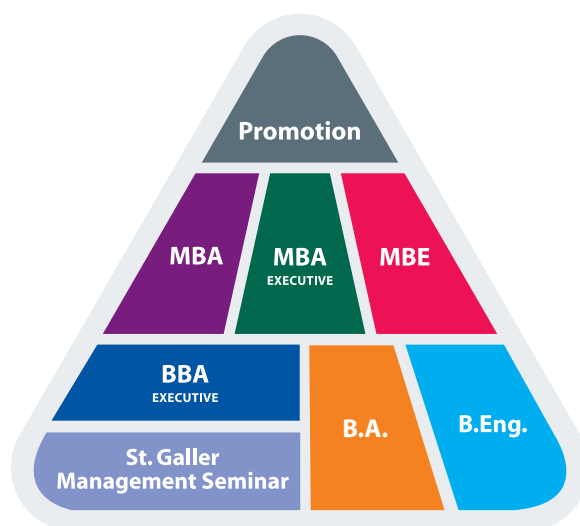 Promotion
MBA
MBA
EXECUTIVE
MBE
BBA
EXECUTIVE
B.A.
B.Eng.
St. Galler
Management Seminar